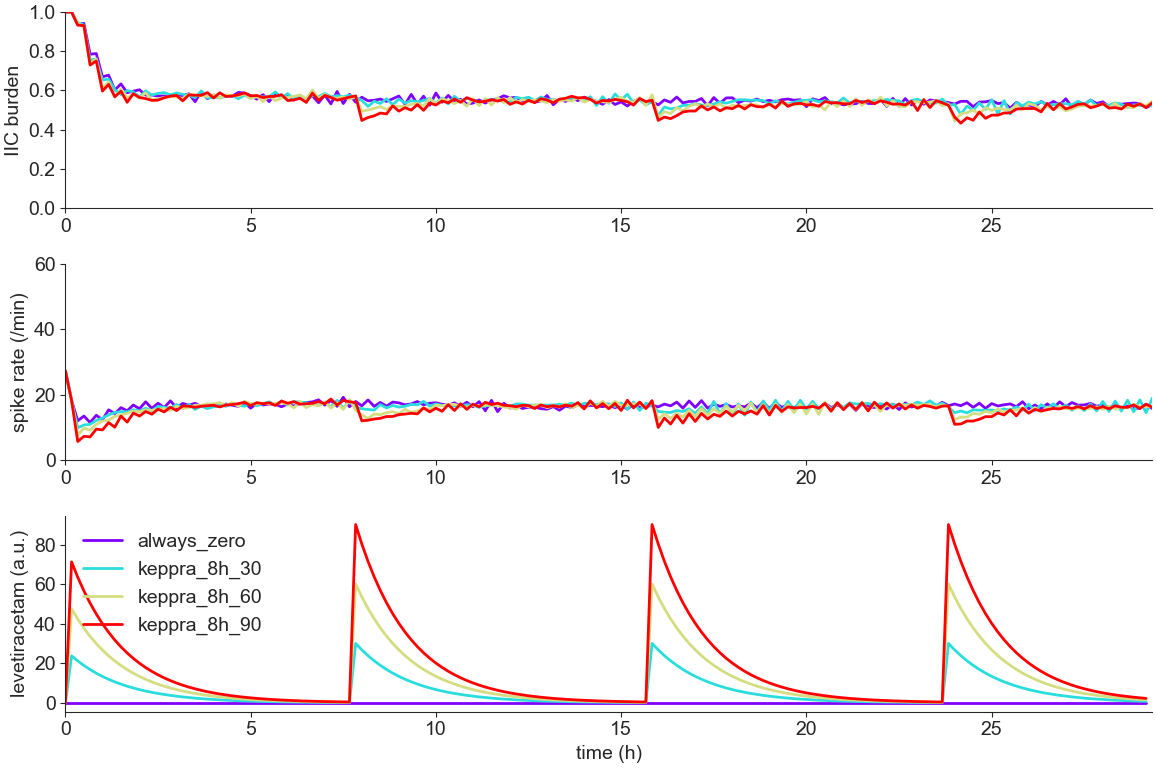 IIC burden
1.0
0.8
0.6
0.4
0.2
0.0
0 5 10 15 20 25
spike rate (/min)
60
40
20
0
0 5 10 15 20 25
levetiracetam (a.u.)
80
60
40
20
0
always_zero
keppra_8h_30
keppra_8h_60
keppra_8h_90
0 5 10 15 20 25
time (h)